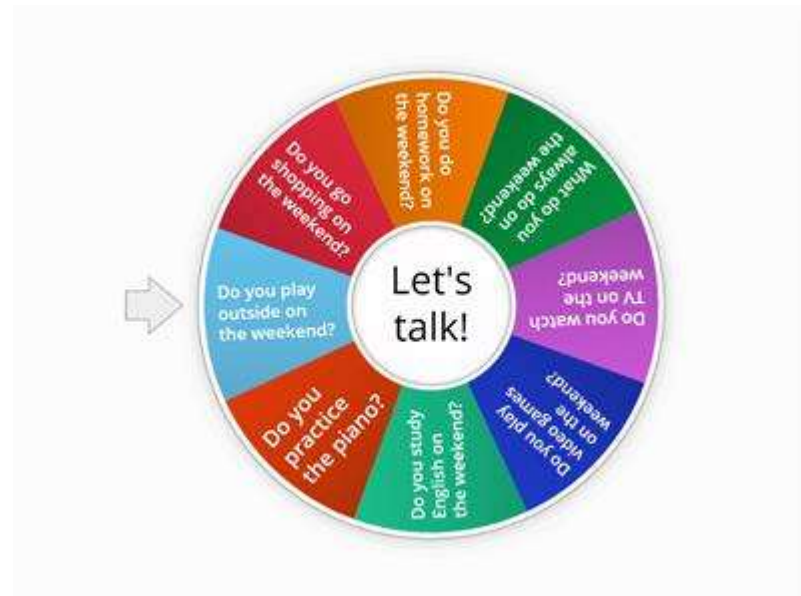 Let's
talk!
Do you do
homework on
the weekend?
What do you
always do on
the weekend?
Do you watch
TV on the
weekend?
Do you play
video games
on the
weekend?
Do you study
English on
the weekend?
Do you
practice
the piano?
Do you play
outside on
the weekend?
Do you go
shopping on
the weekend?